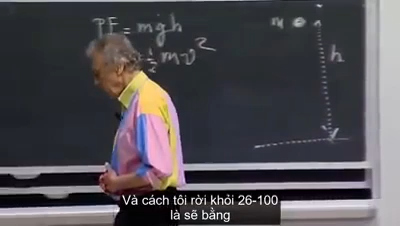 PE = mgh
½mv²
m
h
Và cách tôi rời khỏi 26-100
là sẽ bằng